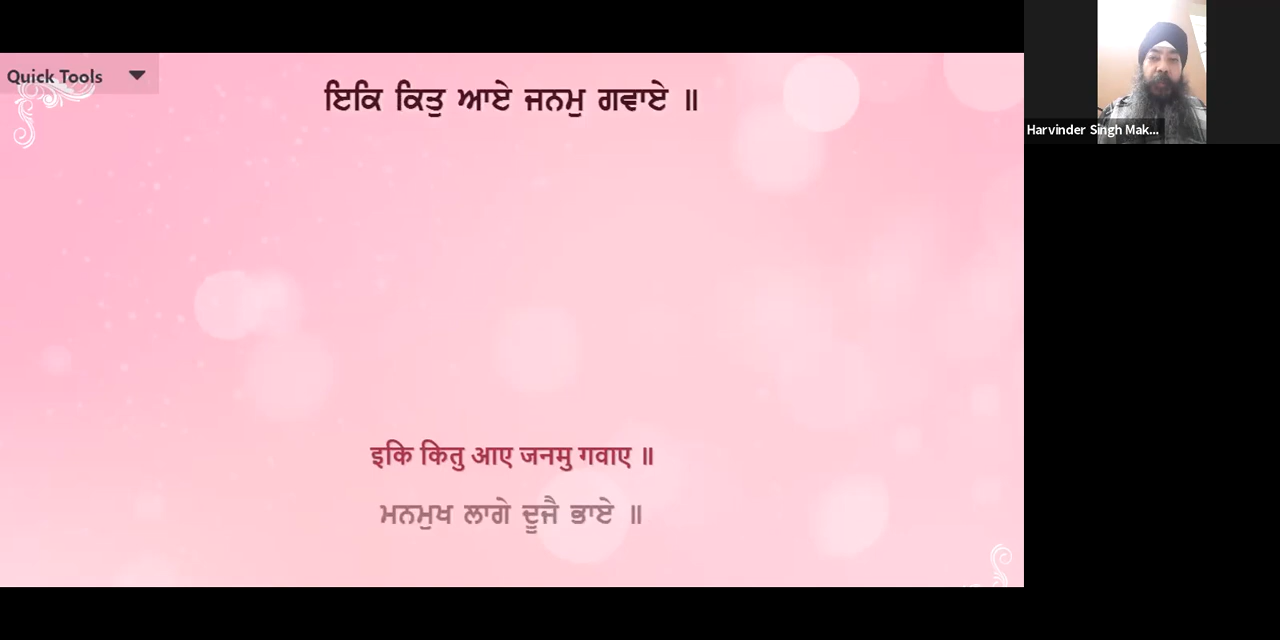 Quick Tools
ਇਕਿ ਕਿਤੁ ਆਏ ਜਨਮੁ ਗਵਾਏ ॥
इकि कितु आए जनमु गवाए ॥
ਮਨਮੁਖ ਲਾਗੇ ਦੂਜੈ ਭਾਏ ॥
Harvinder Singh Mak...